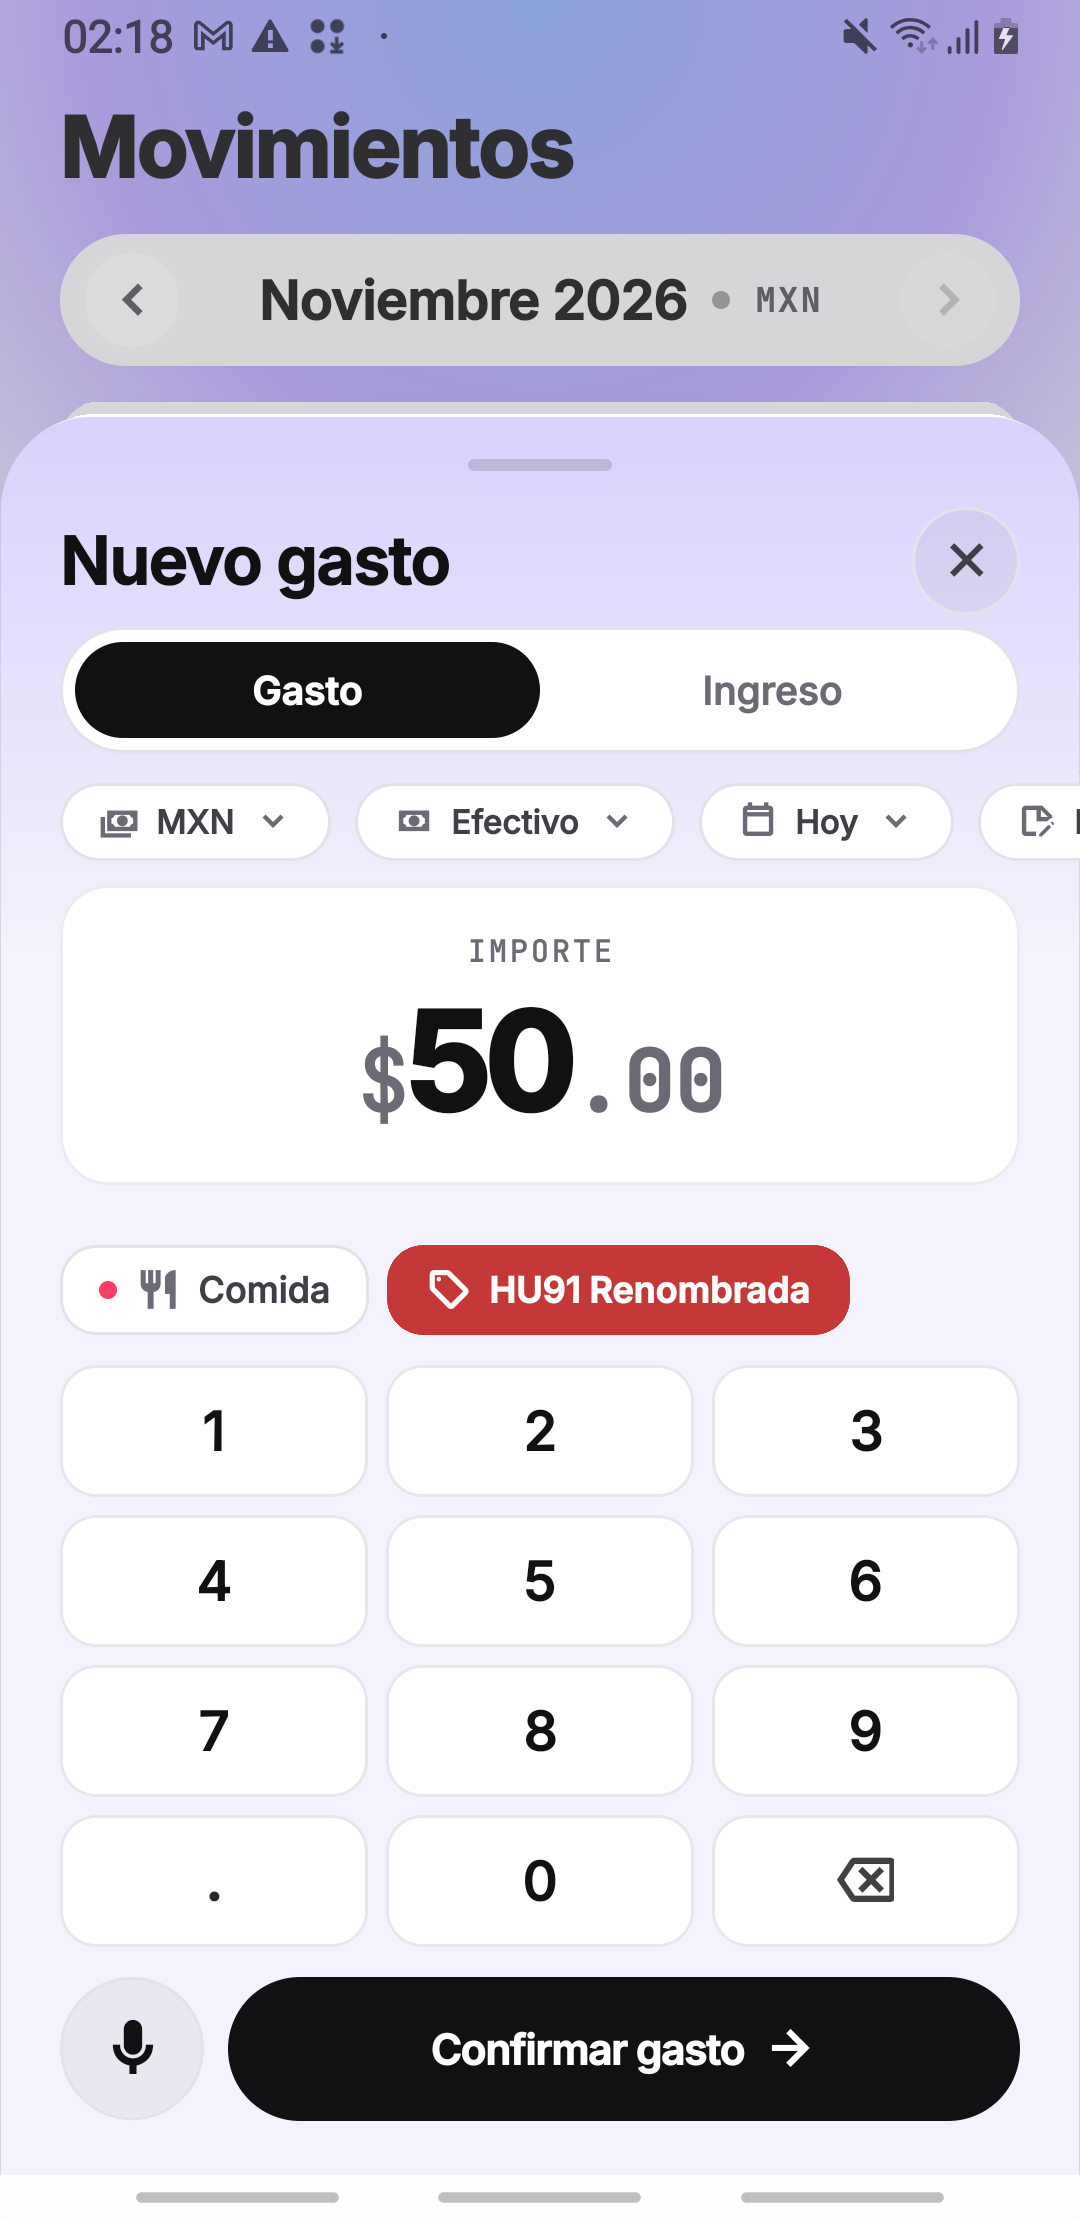 02:18
Movimientos
Noviembre 2026 • MXN
Nuevo gasto
Gasto
Ingreso
MXN
Efectivo
Hoy
IMPORTE
$50.00
Comida
HU91 Renombrada
1 2 3
4 5 6
7 8 9
. 0
Confirmar gasto →